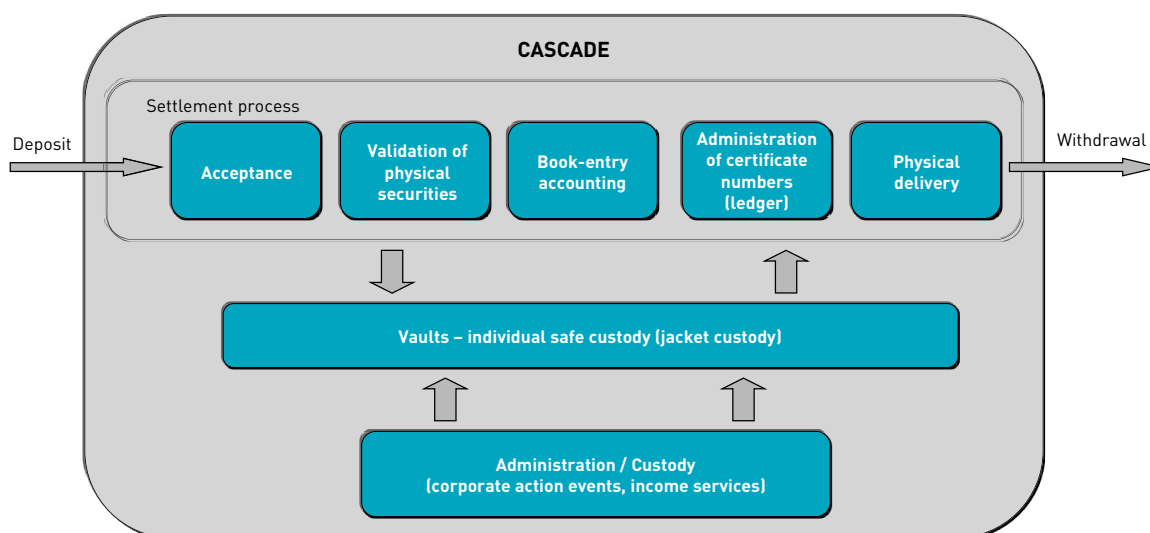 CASCADE
Settlement process
Deposit
Acceptance
Validation of
physical
securities
Book-entry
accounting
Administration
of certificate
numbers
(ledger)
Physical
delivery
Withdrawal
Vaults – individual safe custody (jacket custody)
Administration / Custody
(corporate action events, income services)